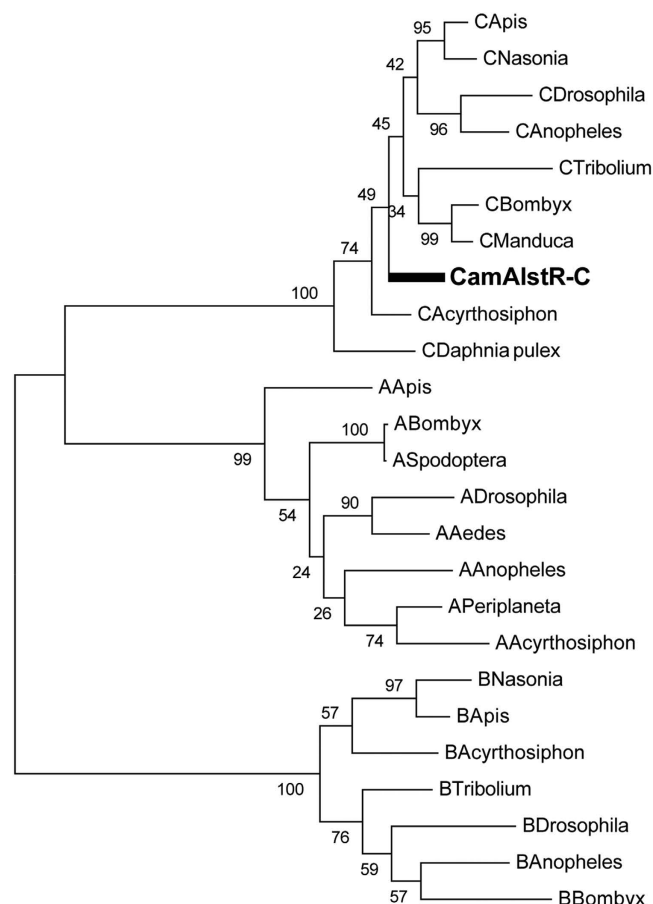 95
CApis
CNasonia
42
CDrosophila
96
CAnopheles
45
CTribolium
34
CBombyx
99
CManduca
49
CamAlstR-C
74
CAcyrthosiphon
100
CDaphnia pulex
AApis
99
100
ABombyx
ASpodoptera
54
90
ADrosophila
AAedes
24
AAnopheles
26
APeriplaneta
74
AAcyrthosiphon
97
BNasonia
57
BApis
BAcyrthosiphon
100
BTribolium
76
BDrosophila
59
BAnopheles
57
BBombyx